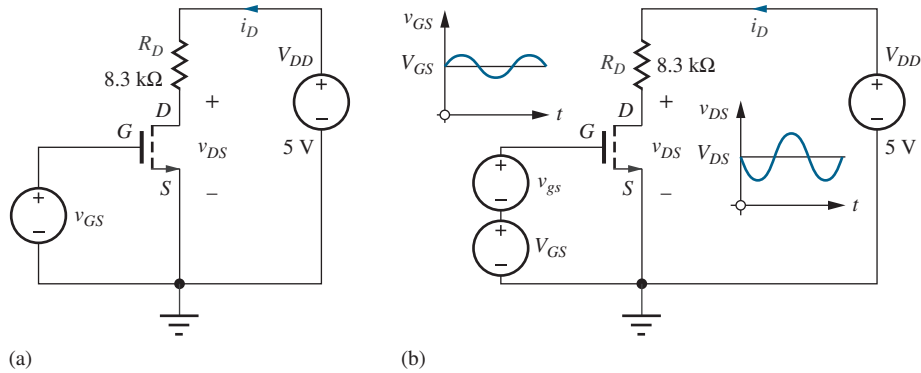 i_D
R_D
8.3 kΩ
V_DD
+
−
5 V
+
D
G
v_DS
S
−
+
−
v_GS
(a)
v_GS
V_GS
t
i_D
R_D
8.3 kΩ
V_DD
+
−
5 V
+
D
G
v_DS
S
−
+
−
v_gs
+
−
V_GS
v_DS
V_DS
t
(b)